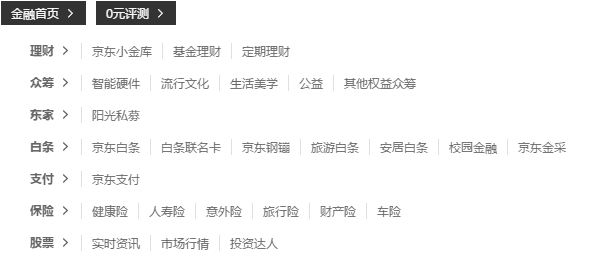 金融首页 > 0元评测 >
理财 > 京东小金库 基金理财 定期理财
众筹 > 智能硬件 流行文化 生活美学 公益 其他权益众筹
东家 > 阳光私募
白条 > 京东白条 白条联名卡 京东钢镚 旅游白条 安居白条 校园金融 京东金采
支付 > 京东支付
保险 > 健康险 人寿险 意外险 旅行险 财产险 车险
股票 > 实时资讯 市场行情 投资达人